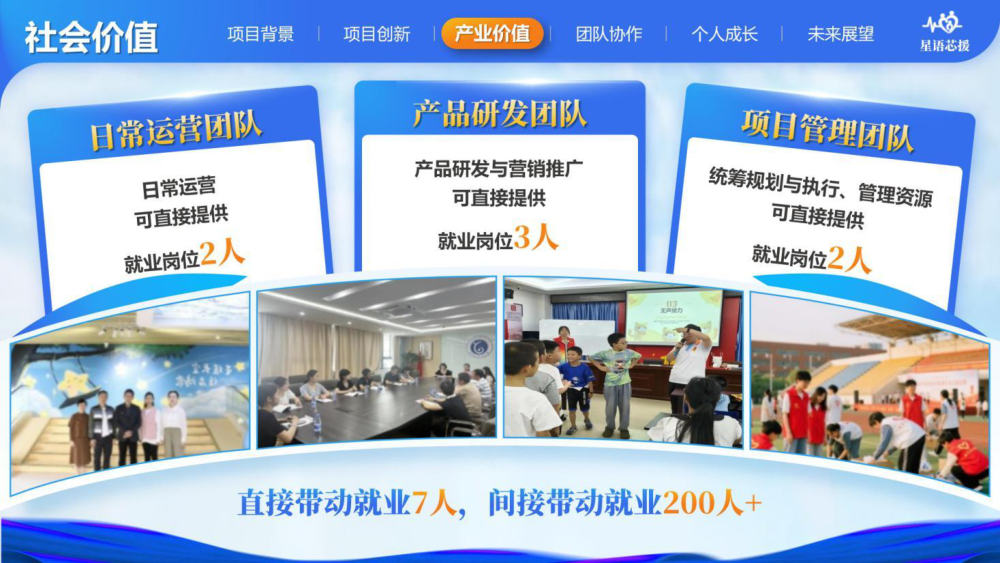 社会价值
项目背景
项目创新
产业价值
团队协作
个人成长
未来展望
星语芯援
日常运营团队
日常运营
可直接提供
就业岗位2人
产品研发团队
产品研发与营销推广
可直接提供
就业岗位3人
项目管理团队
统筹规划与执行、管理资源
可直接提供
就业岗位2人
03
直接带动就业7人，间接带动就业200人+